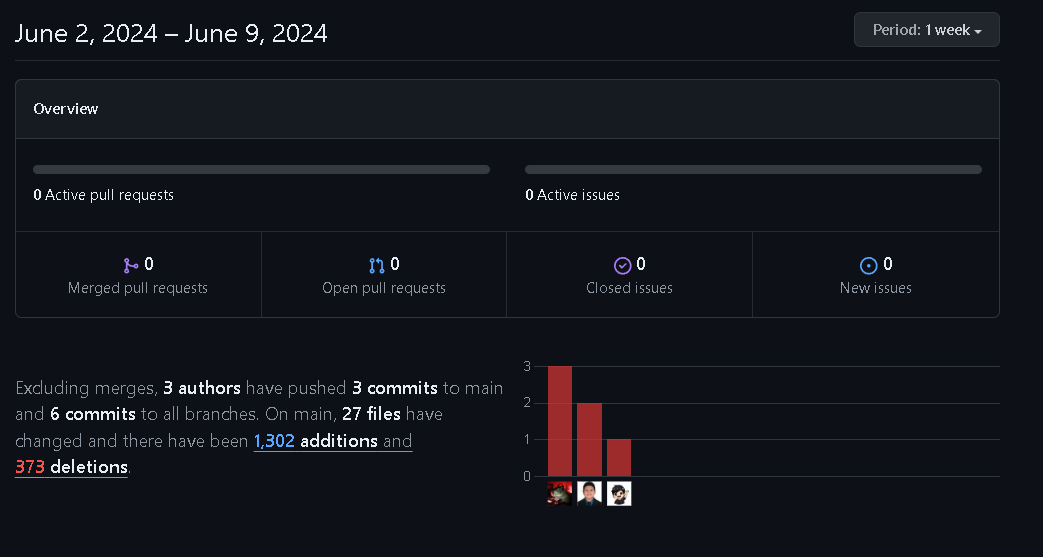 June 2, 2024 – June 9, 2024
Period: 1 week
Overview
0 Active pull requests
0 Active issues
0
Merged pull requests
0
Open pull requests
0
Closed issues
0
New issues
Excluding merges, 3 authors have pushed 3 commits to main
and 6 commits to all branches. On main, 27 files have
changed and there have been 1,302 additions and
373 deletions.
3
2
1
0